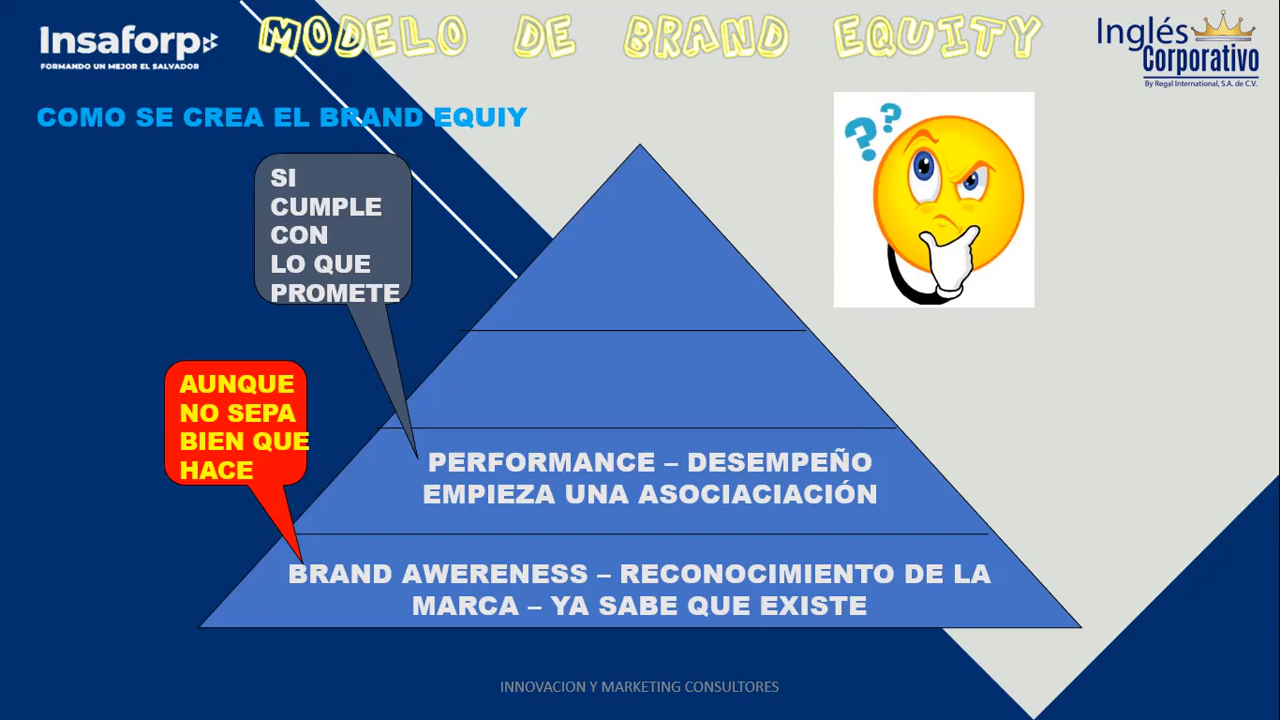 Insaforp
FORMANDO UN MEJOR EL SALVADOR
MODELO DE BRAND EQUITY
Inglés
Corporativo
By Regal International, S.A. de C.V.
COMO SE CREA EL BRAND EQUIY
? ?
SI
CUMPLE
CON
LO QUE
PROMETE
AUNQUE
NO SEPA
BIEN QUE
HACE
PERFORMANCE – DESEMPEÑO
EMPIEZA UNA ASOCIACIACIÓN
BRAND AWERENESS – RECONOCIMIENTO DE LA
MARCA – YA SABE QUE EXISTE
INNOVACION Y MARKETING CONSULTORES